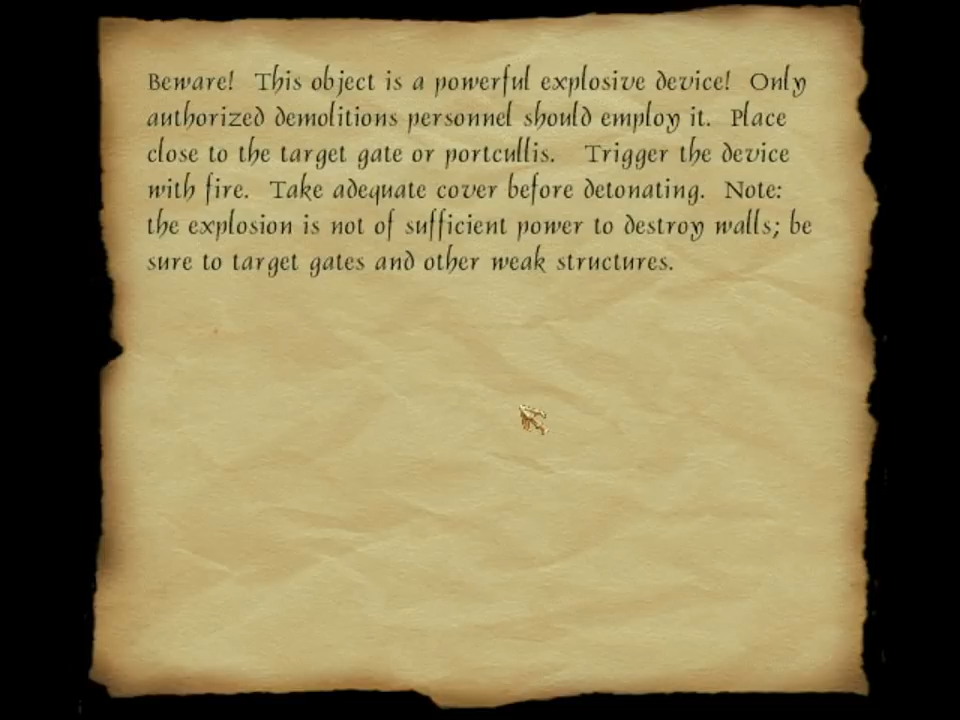 Beware!  This object is a powerful explosive device!  Only
authorized demolitions personnel should employ it.  Place
close to the target gate or portcullis.   Trigger the device
with fire.  Take adequate cover before detonating.  Note:
the explosion is not of sufficient power to destroy walls; be
sure to target gates and other weak structures.